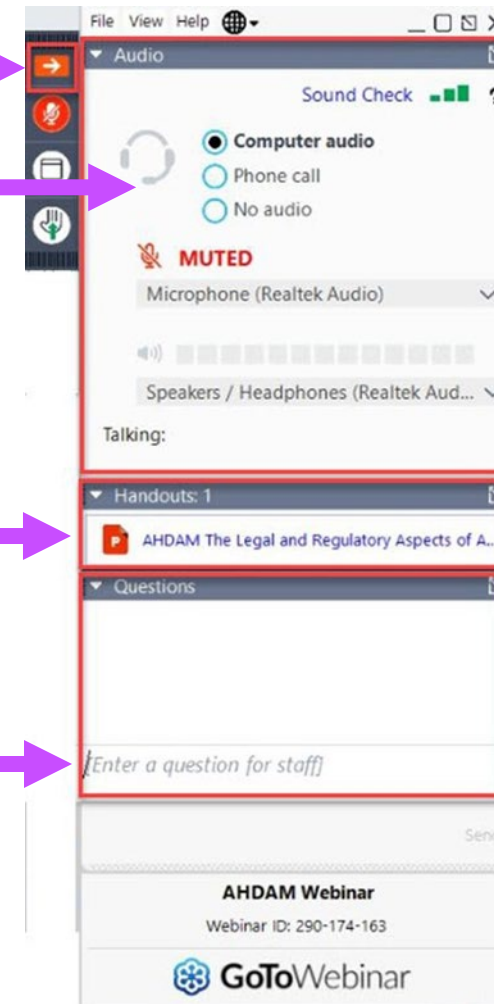 File View Help
Audio
Sound Check ?
Computer audio
Phone call
No audio
MUTED
Microphone (Realtek Audio)
Speakers / Headphones (Realtek Aud...
Talking:
Handouts: 1
P AHDAM The Legal and Regulatory Aspects of A...
Questions
[Enter a question for staff]
Send
AHDAM Webinar
Webinar ID: 290-174-163
GoToWebinar